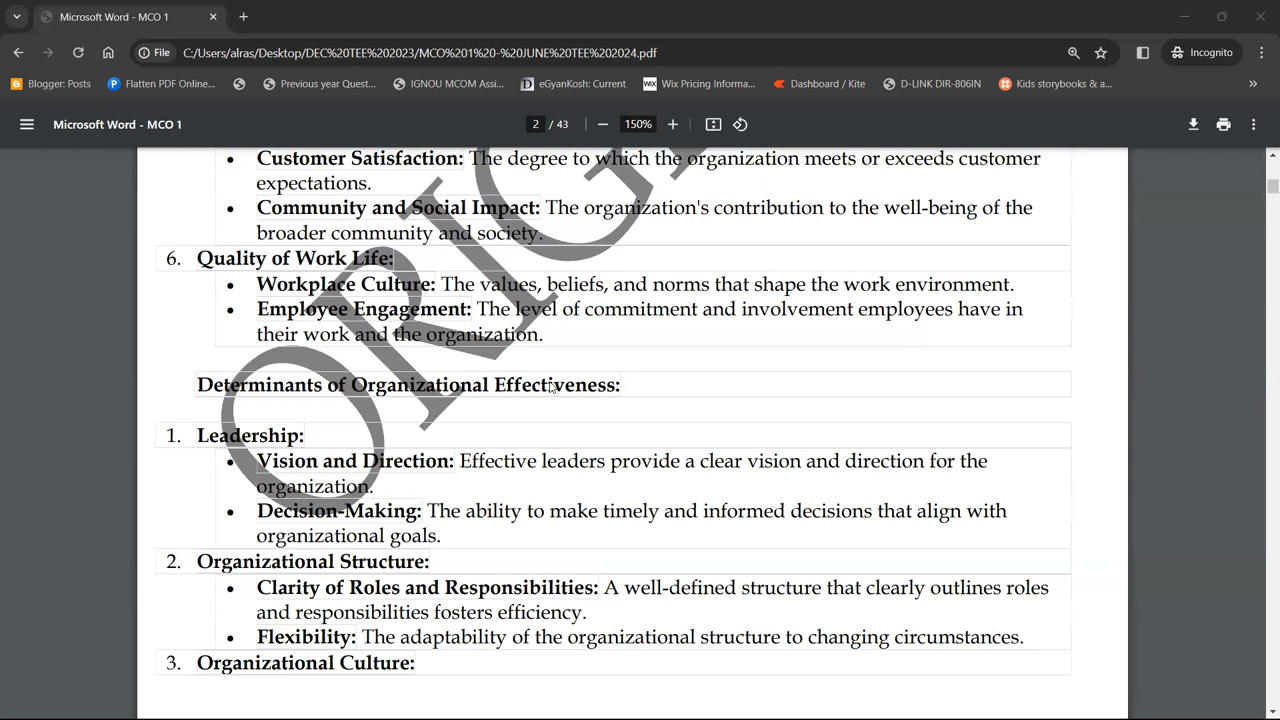 Microsoft Word - MCO 1
Incognito
File C:/Users/alras/Desktop/DEC%20TEE%202023/MCO%201%20-%20JUNE%20TEE%202024.pdf
Blogger: Posts Flatten PDF Online... Previous year Quest... IGNOU MCOM Assi... eGyanKosh: Current WIX Wix Pricing Informa... Dashboard / Kite D-LINK DIR-806IN Kids storybooks & a...
Microsoft Word - MCO 1 2 / 43 150%
• Customer Satisfaction: The degree to which the organization meets or exceeds customer
expectations.
• Community and Social Impact: The organization's contribution to the well-being of the
broader community and society.
6. Quality of Work Life:
• Workplace Culture: The values, beliefs, and norms that shape the work environment.
• Employee Engagement: The level of commitment and involvement employees have in
their work and the organization.
Determinants of Organizational Effectiveness:
1. Leadership:
• Vision and Direction: Effective leaders provide a clear vision and direction for the
organization.
• Decision-Making: The ability to make timely and informed decisions that align with
organizational goals.
2. Organizational Structure:
• Clarity of Roles and Responsibilities: A well-defined structure that clearly outlines roles
and responsibilities fosters efficiency.
• Flexibility: The adaptability of the organizational structure to changing circumstances.
3. Organizational Culture:
ORIG